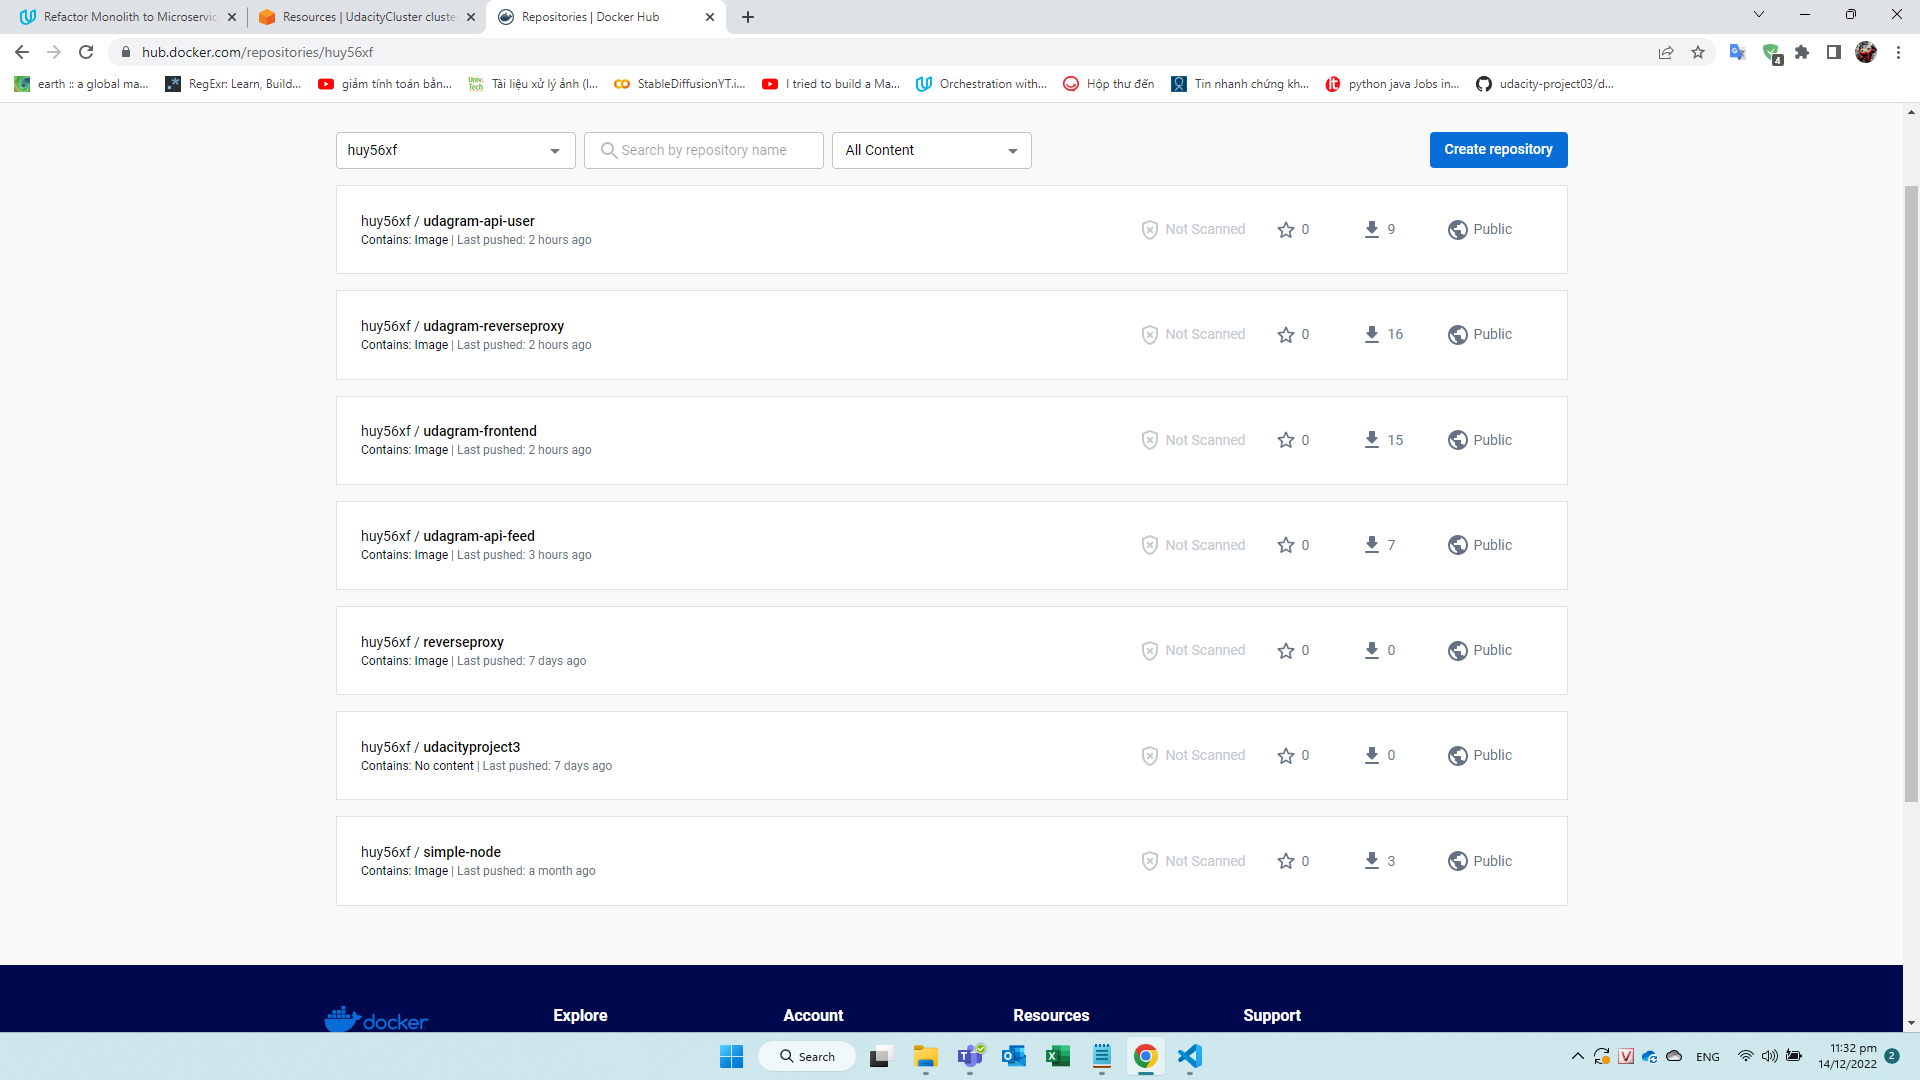 Refactor Monolith to Microservic
Resources | UdacityCluster cluste
Repositories | Docker Hub
hub.docker.com/repositories/huy56xf
4
earth :: a global ma...
RegExr: Learn, Build...
giảm tính toán bằn...
Univ. Tech
Tài liệu xử lý ảnh (I...
StableDiffusionYT.i...
I tried to build a Ma...
Orchestration with...
Hộp thư đến
Tin nhanh chứng kh...
it
python java Jobs in...
udacity-project03/d...
huy56xf
Search by repository name
All Content
Create repository
huy56xf / udagram-api-user
Contains: Image | Last pushed: 2 hours ago
Not Scanned 0 9 Public
huy56xf / udagram-reverseproxy
Contains: Image | Last pushed: 2 hours ago
Not Scanned 0 16 Public
huy56xf / udagram-frontend
Contains: Image | Last pushed: 2 hours ago
Not Scanned 0 15 Public
huy56xf / udagram-api-feed
Contains: Image | Last pushed: 3 hours ago
Not Scanned 0 7 Public
huy56xf / reverseproxy
Contains: Image | Last pushed: 7 days ago
Not Scanned 0 0 Public
huy56xf / udacityproject3
Contains: No content | Last pushed: 7 days ago
Not Scanned 0 0 Public
huy56xf / simple-node
Contains: Image | Last pushed: a month ago
Not Scanned 0 3 Public
docker
Explore
Account
Resources
Support
Search
ENG
11:32 pm
14/12/2022
2